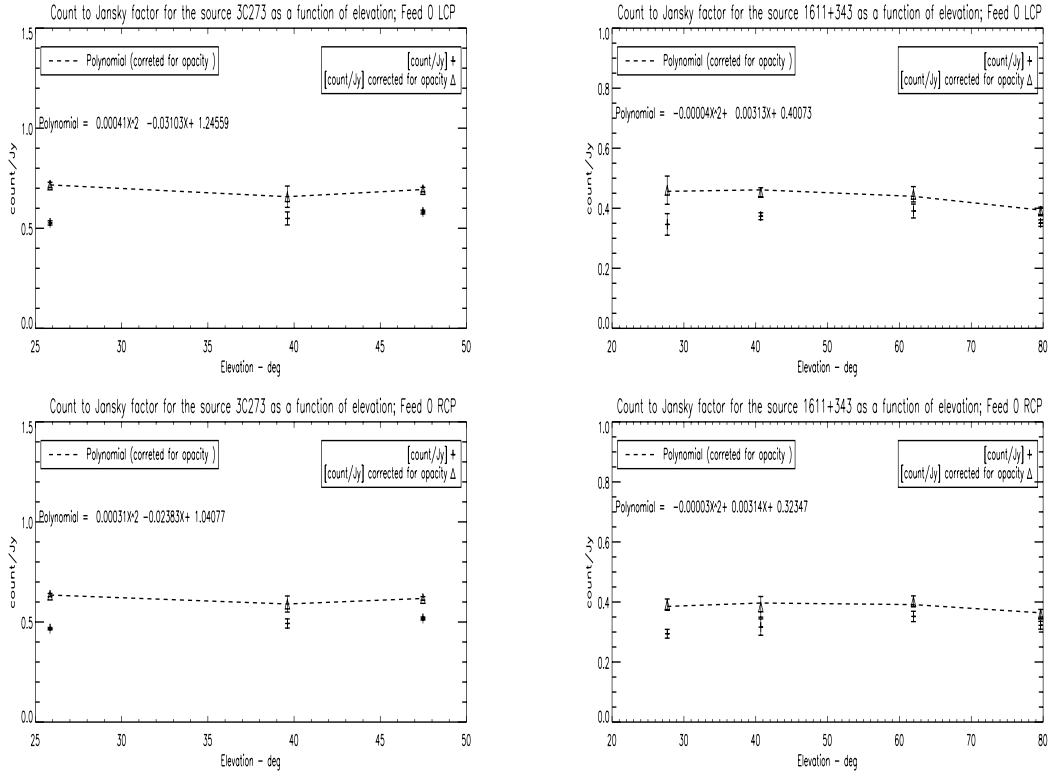 Count to Jansky factor for the source 3C273 as a function of elevation; Feed 0 LCP
1.5
1.0
0.5
0.0
count/Jy
Polynomial (correted for opacity )
[count/Jy] +
[count/Jy] corrected for opacity △
Polynomial = 0.00041X^2 -0.03103X+ 1.24559
25 30 35 40 45 50
Elevation - deg
Count to Jansky factor for the source 1611+343 as a function of elevation; Feed 0 LCP
1.0
0.8
0.6
0.4
0.2
0.0
count/Jy
Polynomial (correted for opacity )
[count/Jy] +
[count/Jy] corrected for opacity △
Polynomial = -0.00004X^2+ 0.00313X+ 0.40073
20 30 40 50 60 70 80
Elevation - deg
Count to Jansky factor for the source 3C273 as a function of elevation; Feed 0 RCP
1.5
1.0
0.5
0.0
count/Jy
Polynomial (correted for opacity )
[count/Jy] +
[count/Jy] corrected for opacity △
Polynomial = 0.00031X^2 -0.02383X+ 1.04077
25 30 35 40 45 50
Elevation - deg
Count to Jansky factor for the source 1611+343 as a function of elevation; Feed 0 RCP
1.0
0.8
0.6
0.4
0.2
0.0
count/Jy
Polynomial (correted for opacity )
[count/Jy] +
[count/Jy] corrected for opacity △
Polynomial = -0.00003X^2+ 0.00314X+ 0.32347
20 30 40 50 60 70 80
Elevation - deg